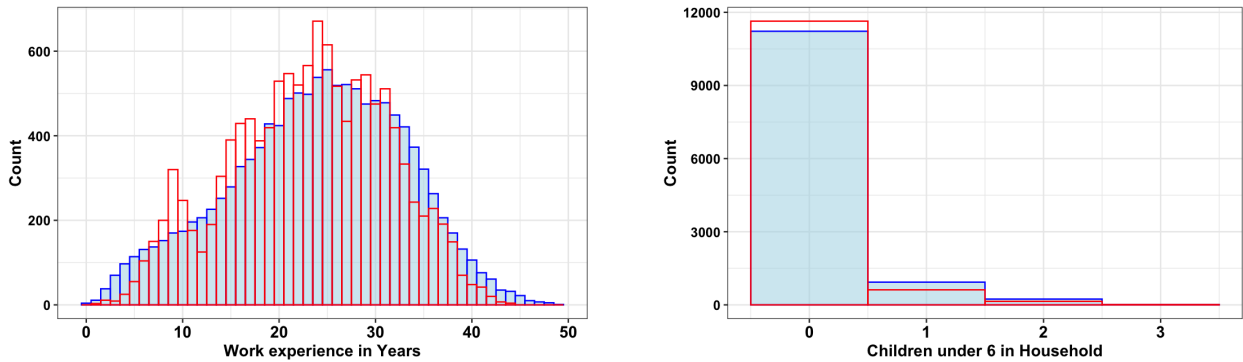 Count
600
400
200
0
0 10 20 30 40 50
Work experience in Years
Count
12000
9000
6000
3000
0
0 1 2 3
Children under 6 in Household